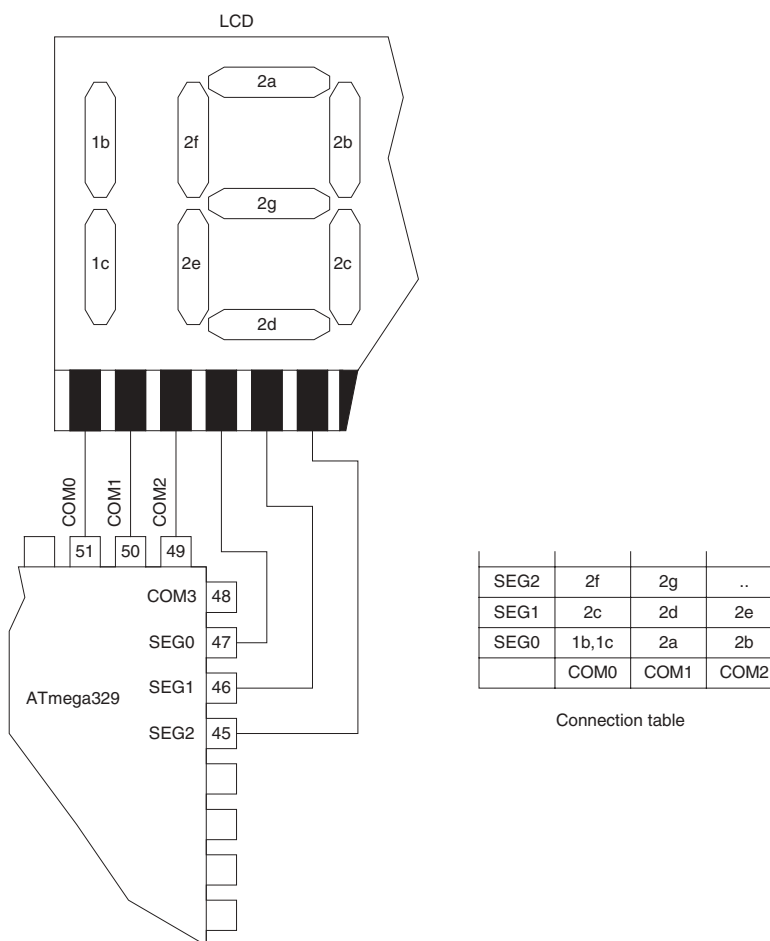 LCD
2a
1b 2f 2b
2g
1c 2e 2c
2d
COM0 COM1 COM2
51 50 49
COM3 48
SEG0 47
SEG1 46
ATmega329
SEG2 45
SEG2 2f 2g ..
SEG1 2c 2d 2e
SEG0 1b,1c 2a 2b
COM0 COM1 COM2
Connection table